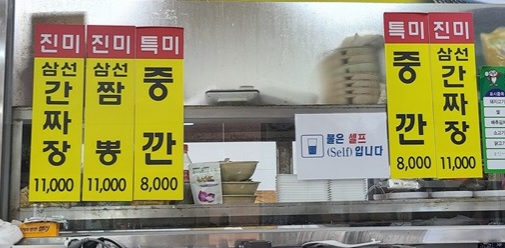 진미
삼선
간짜장
11,000
진미
삼선
짬뽕
11,000
특미
중깐
8,000
물은 셀프
(Self)입니다
특미
중깐
8,000
진미
삼선
간짜장
11,000